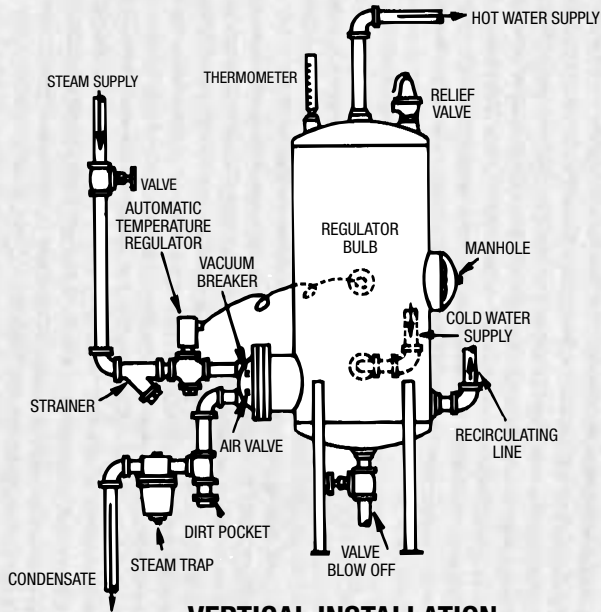 HOT WATER SUPPLY
THERMOMETER
STEAM SUPPLY
RELIEF
VALVE
VALVE
AUTOMATIC
TEMPERATURE
REGULATOR
REGULATOR
BULB
VACUUM
BREAKER
MANHOLE
COLD WATER
SUPPLY
STRAINER
AIR VALVE
RECIRCULATING
LINE
DIRT POCKET
STEAM TRAP
VALVE
BLOW OFF
CONDENSATE
VERTICAL INSTALLATION